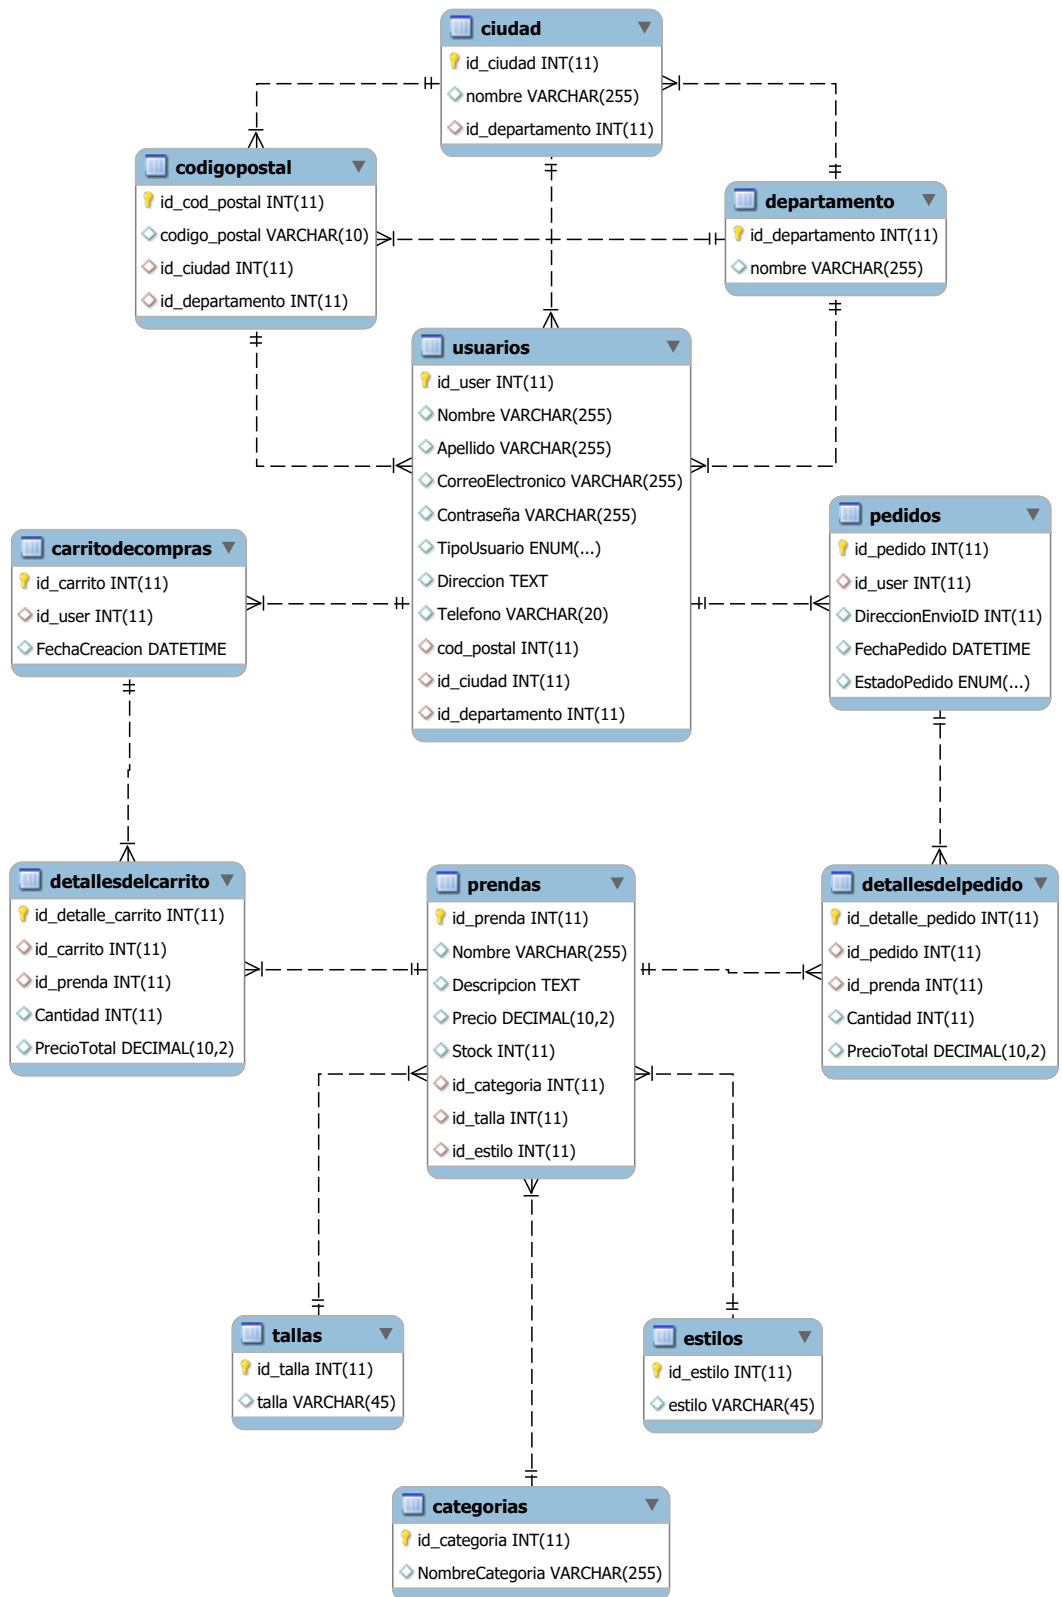 ciudad
id_ciudad INT(11)
nombre VARCHAR(255)
id_departamento INT(11)
codigopostal
id_cod_postal INT(11)
codigo_postal VARCHAR(10)
id_ciudad INT(11)
id_departamento INT(11)
departamento
id_departamento INT(11)
nombre VARCHAR(255)
usuarios
id_user INT(11)
Nombre VARCHAR(255)
Apellido VARCHAR(255)
CorreoElectronico VARCHAR(255)
Contraseña VARCHAR(255)
TipoUsuario ENUM(...)
Direccion TEXT
Telefono VARCHAR(20)
cod_postal INT(11)
id_ciudad INT(11)
id_departamento INT(11)
carritodecompras
id_carrito INT(11)
id_user INT(11)
FechaCreacion DATETIME
pedidos
id_pedido INT(11)
id_user INT(11)
DireccionEnvioID INT(11)
FechaPedido DATETIME
EstadoPedido ENUM(...)
detallesdelcarrito
id_detalle_carrito INT(11)
id_carrito INT(11)
id_prenda INT(11)
Cantidad INT(11)
PrecioTotal DECIMAL(10,2)
prendas
id_prenda INT(11)
Nombre VARCHAR(255)
Descripcion TEXT
Precio DECIMAL(10,2)
Stock INT(11)
id_categoria INT(11)
id_talla INT(11)
id_estilo INT(11)
detallesdelpedido
id_detalle_pedido INT(11)
id_pedido INT(11)
id_prenda INT(11)
Cantidad INT(11)
PrecioTotal DECIMAL(10,2)
tallas
id_talla INT(11)
talla VARCHAR(45)
estilos
id_estilo INT(11)
estilo VARCHAR(45)
categorias
id_categoria INT(11)
NombreCategoria VARCHAR(255)